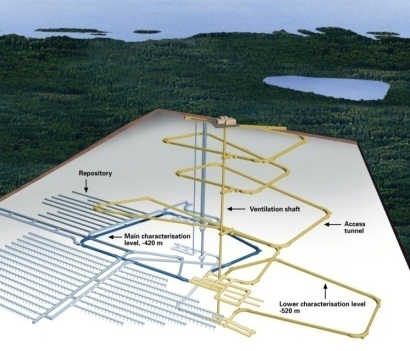 Repository
Main characterisation
level, -420 m
Ventilation shaft
Access
tunnel
Lower characterisation level
-520 m